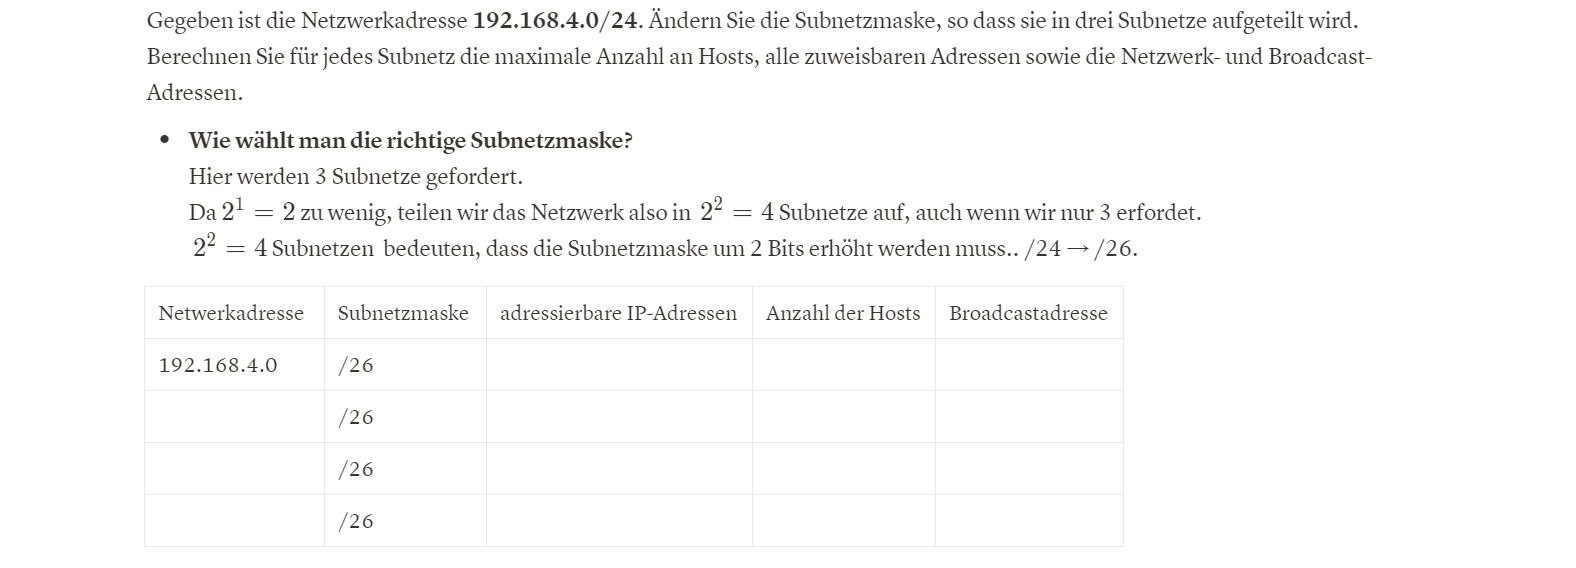 Gegeben ist die Netzwerkadresse 192.168.4.0/24. Ändern Sie die Subnetzmaske, so dass sie in drei Subnetze aufgeteilt wird.
Berechnen Sie für jedes Subnetz die maximale Anzahl an Hosts, alle zuweisbaren Adressen sowie die Netzwerk- und Broadcast-
Adressen.
• Wie wählt man die richtige Subnetzmaske?
Hier werden 3 Subnetze gefordert.
Da 2¹ = 2 zu wenig, teilen wir das Netzwerk also in 2² = 4 Subnetze auf, auch wenn wir nur 3 erfordet.
2² = 4 Subnetzen bedeuten, dass die Subnetzmaske um 2 Bits erhöht werden muss.. /24 → /26.
Netwerkadresse Subnetzmaske adressierbare IP-Adressen Anzahl der Hosts Broadcastadresse
192.168.4.0 /26
/26
/26
/26